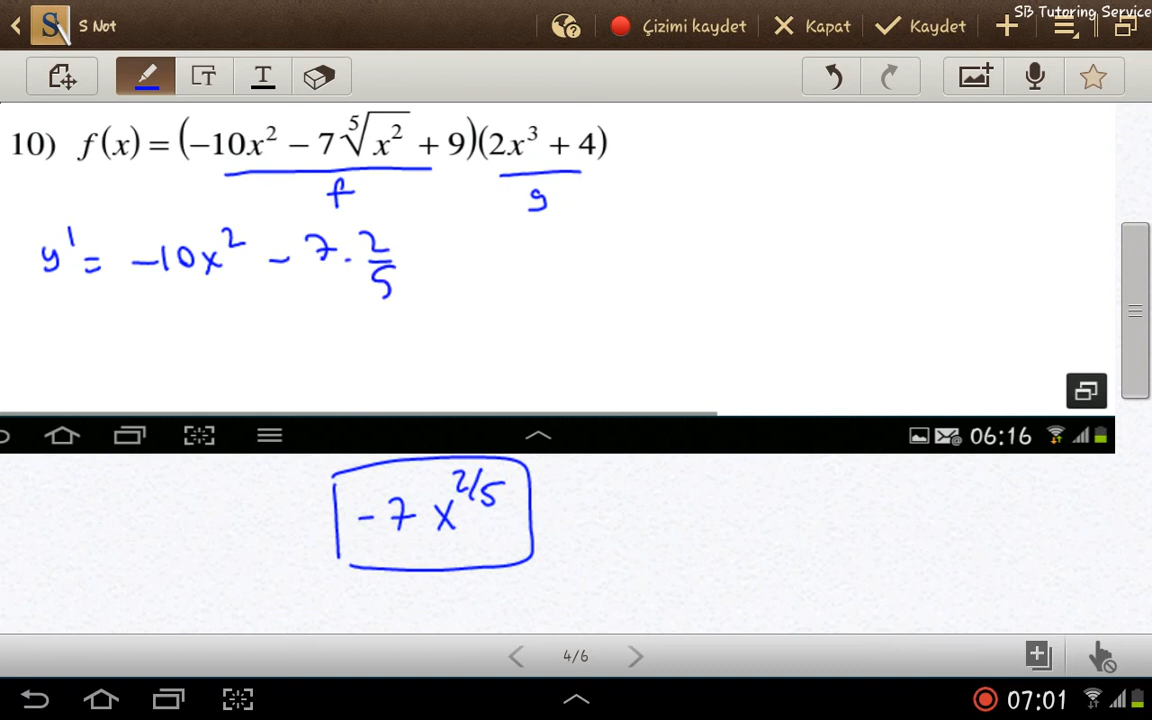 SB Tutoring Service
S Not Çizimi kaydet Kapat Kaydet
10) f(x) = (−10x² − 7 ⁵√x² + 9)(2x³ + 4)
f g
y' = −10x² − 7 · 2/5
06:16
−7 x^2/5
4/6
07:01